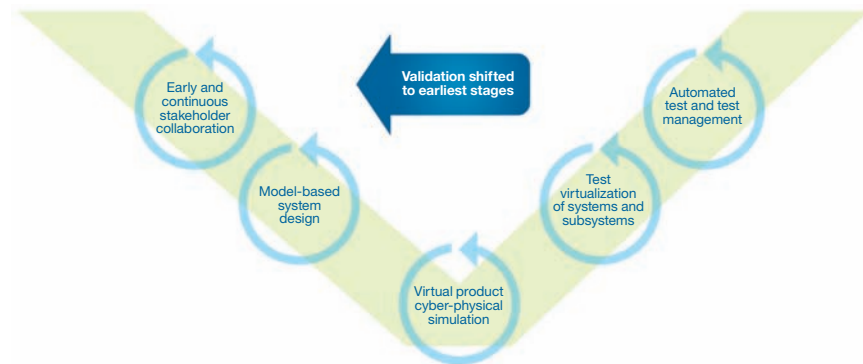 Validation shifted
to earliest stages
Early and
continuous
stakeholder
collaboration
Automated
test and test
management
Model-based
system
design
Test
virtualization
of systems and
subsystems
Virtual product
cyber-physical
simulation